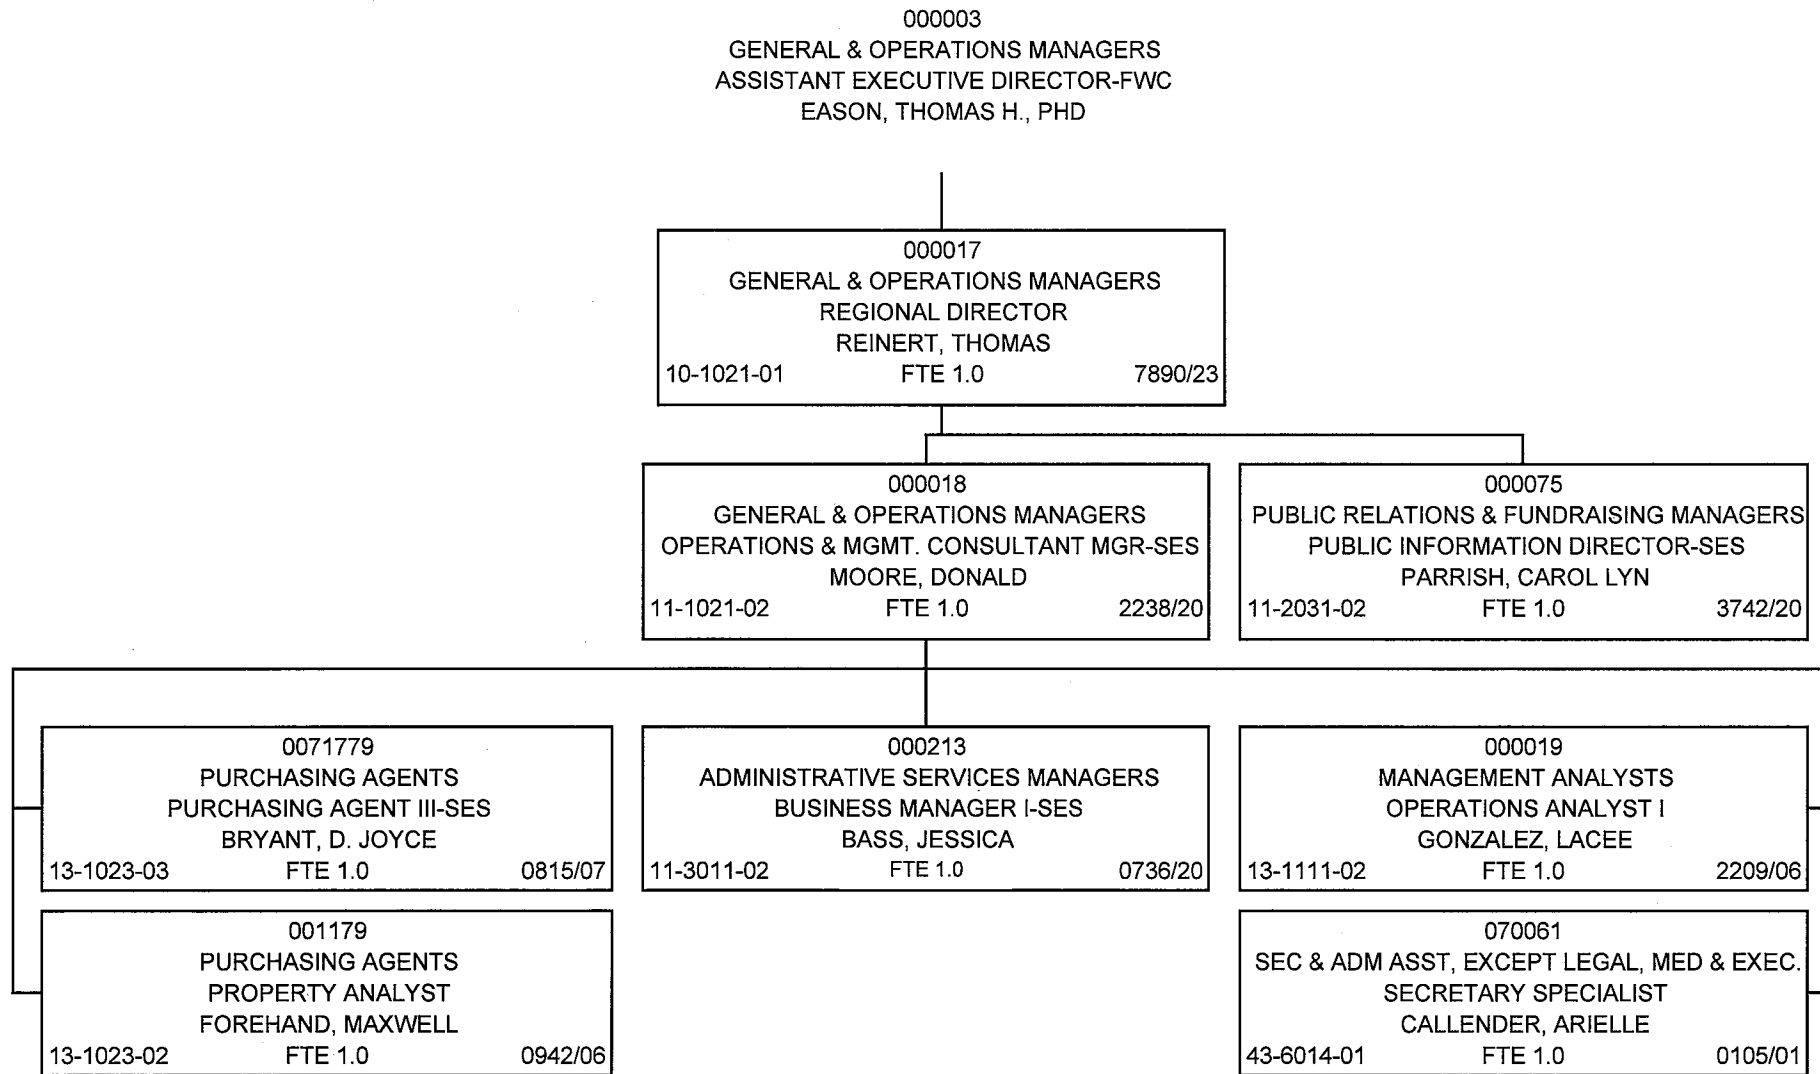 000003
GENERAL & OPERATIONS MANAGERS
ASSISTANT EXECUTIVE DIRECTOR-FWC
EASON, THOMAS H., PHD
000017
GENERAL & OPERATIONS MANAGERS
REGIONAL DIRECTOR
REINERT, THOMAS
10-1021-01 FTE 1.0 7890/23
000018
GENERAL & OPERATIONS MANAGERS
OPERATIONS & MGMT. CONSULTANT MGR-SES
MOORE, DONALD
11-1021-02 FTE 1.0 2238/20
000075
PUBLIC RELATIONS & FUNDRAISING MANAGERS
PUBLIC INFORMATION DIRECTOR-SES
PARRISH, CAROL LYN
11-2031-02 FTE 1.0 3742/20
0071779
PURCHASING AGENTS
PURCHASING AGENT III-SES
BRYANT, D. JOYCE
13-1023-03 FTE 1.0 0815/07
000213
ADMINISTRATIVE SERVICES MANAGERS
BUSINESS MANAGER I-SES
BASS, JESSICA
11-3011-02 FTE 1.0 0736/20
000019
MANAGEMENT ANALYSTS
OPERATIONS ANALYST I
GONZALEZ, LACEE
13-1111-02 FTE 1.0 2209/06
001179
PURCHASING AGENTS
PROPERTY ANALYST
FOREHAND, MAXWELL
13-1023-02 FTE 1.0 0942/06
070061
SEC & ADM ASST, EXCEPT LEGAL, MED & EXEC.
SECRETARY SPECIALIST
CALLENDER, ARIELLE
43-6014-01 FTE 1.0 0105/01